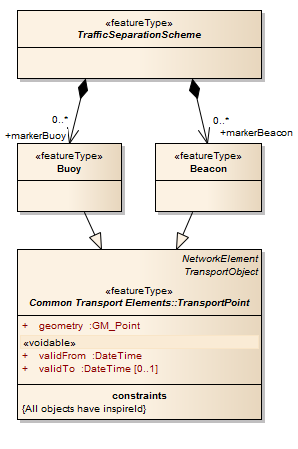 «featureType»
TrafficSeparationScheme
0..*
+markerBuoy
0..*
+markerBeacon
«featureType»
Buoy
«featureType»
Beacon
NetworkElement
TransportObject
«featureType»
Common Transport Elements::TransportPoint
+ geometry :GM_Point
«voidable»
+ validFrom :DateTime
+ validTo :DateTime [0..1]
constraints
{All objects have inspireId}